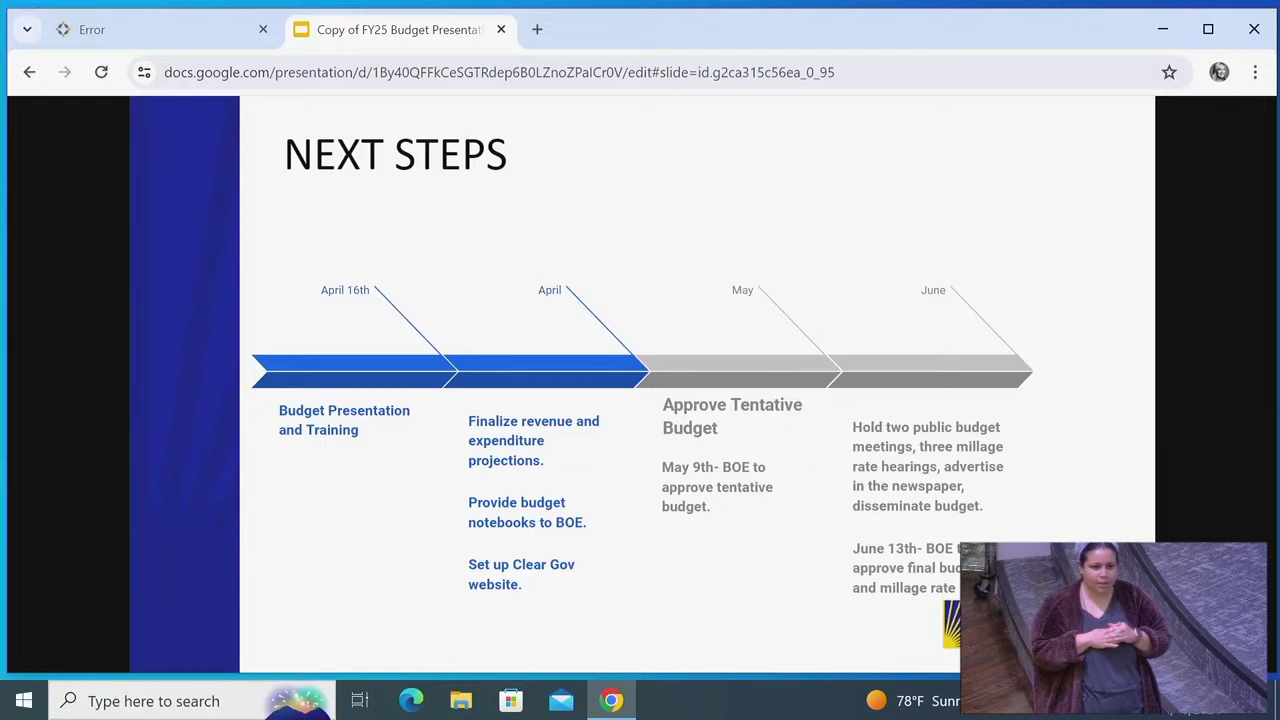 Error
Copy of FY25 Budget Presentati
docs.google.com/presentation/d/1By40QFFkCeSGTRdep6B0LZnoZPaICr0V/edit#slide=id.g2ca315c56ea_0_95
NEXT STEPS
April 16th
April
May
June
Budget Presentation
and Training
Finalize revenue and
expenditure
projections.
Provide budget
notebooks to BOE.
Set up Clear Gov
website.
Approve Tentative
Budget
May 9th- BOE to
approve tentative
budget.
Hold two public budget
meetings, three millage
rate hearings, advertise
in the newspaper,
disseminate budget.
June 13th- BOE
approve final
and millage rate
Type here to search
78°F